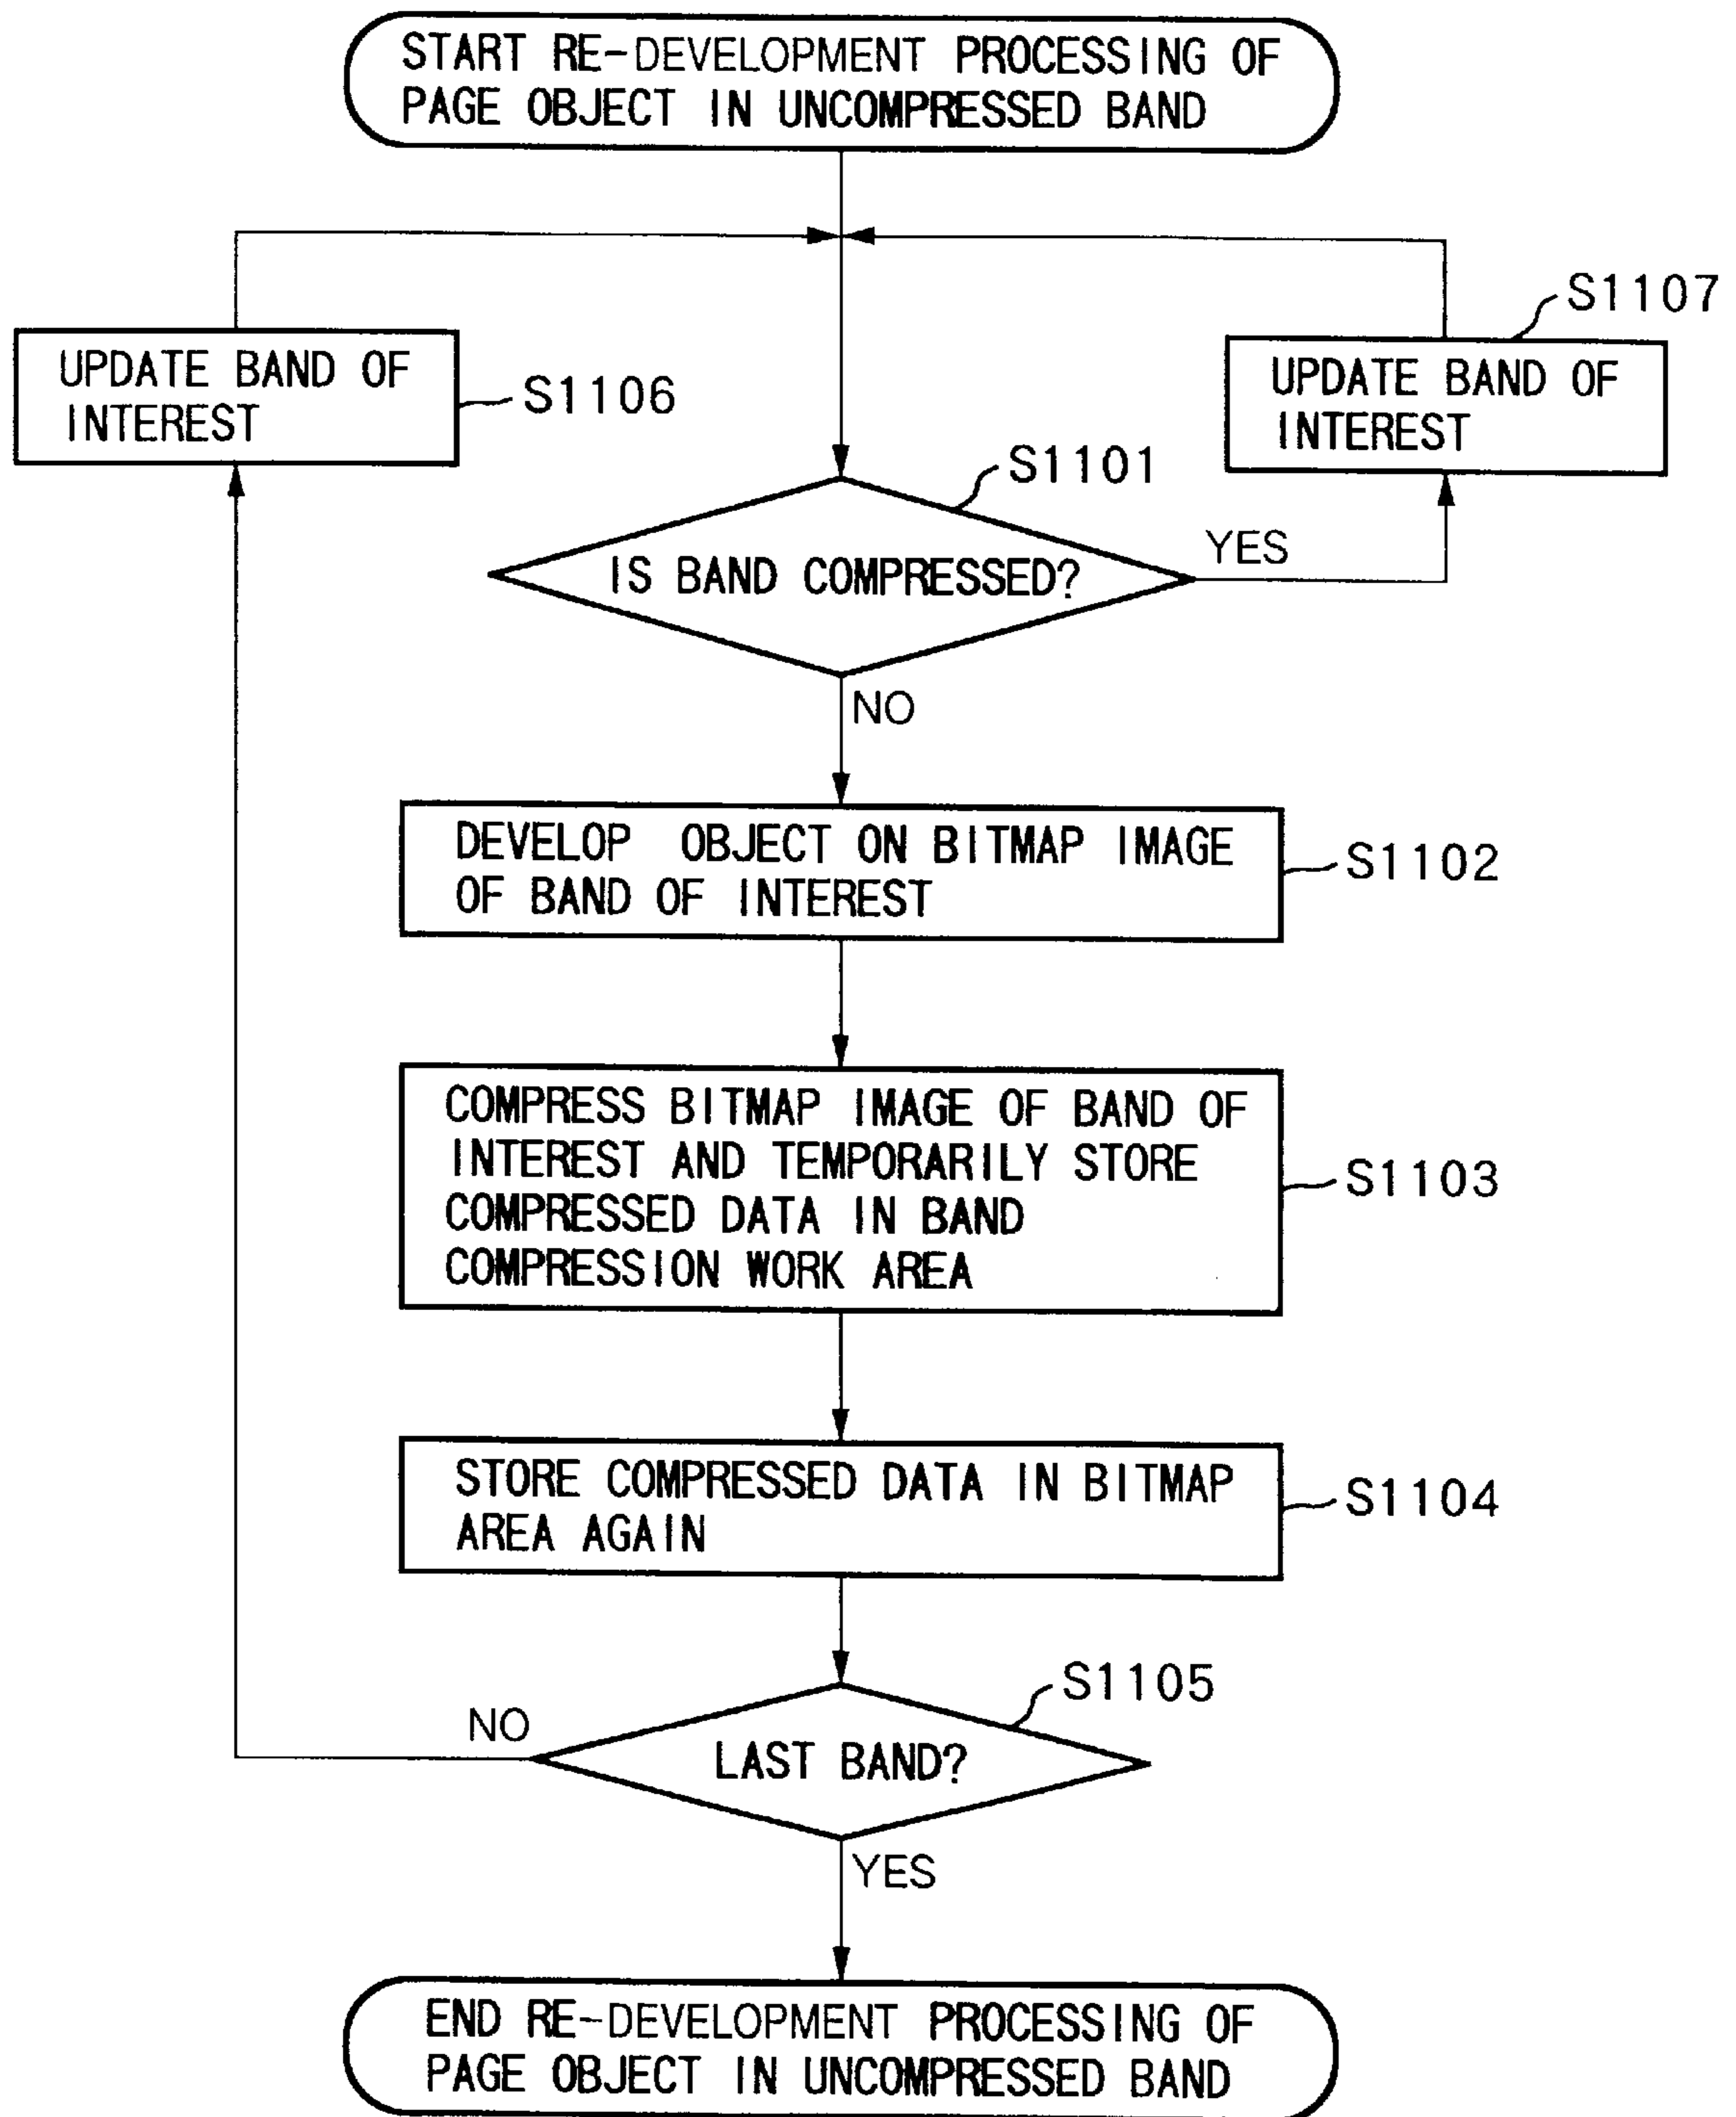 START RE-DEVELOPMENT PROCESSING OF
PAGE OBJECT IN UNCOMPRESSED BAND
S1107
UPDATE BAND OF
INTEREST
S1106
UPDATE BAND OF
INTEREST
S1101
IS BAND COMPRESSED?
YES
NO
DEVELOP OBJECT ON BITMAP IMAGE
OF BAND OF INTEREST
S1102
COMPRESS BITMAP IMAGE OF BAND OF
INTEREST AND TEMPORARILY STORE
COMPRESSED DATA IN BAND
COMPRESSION WORK AREA
S1103
STORE COMPRESSED DATA IN BITMAP
AREA AGAIN
S1104
S1105
NO
LAST BAND?
YES
END RE-DEVELOPMENT PROCESSING OF
PAGE OBJECT IN UNCOMPRESSED BAND